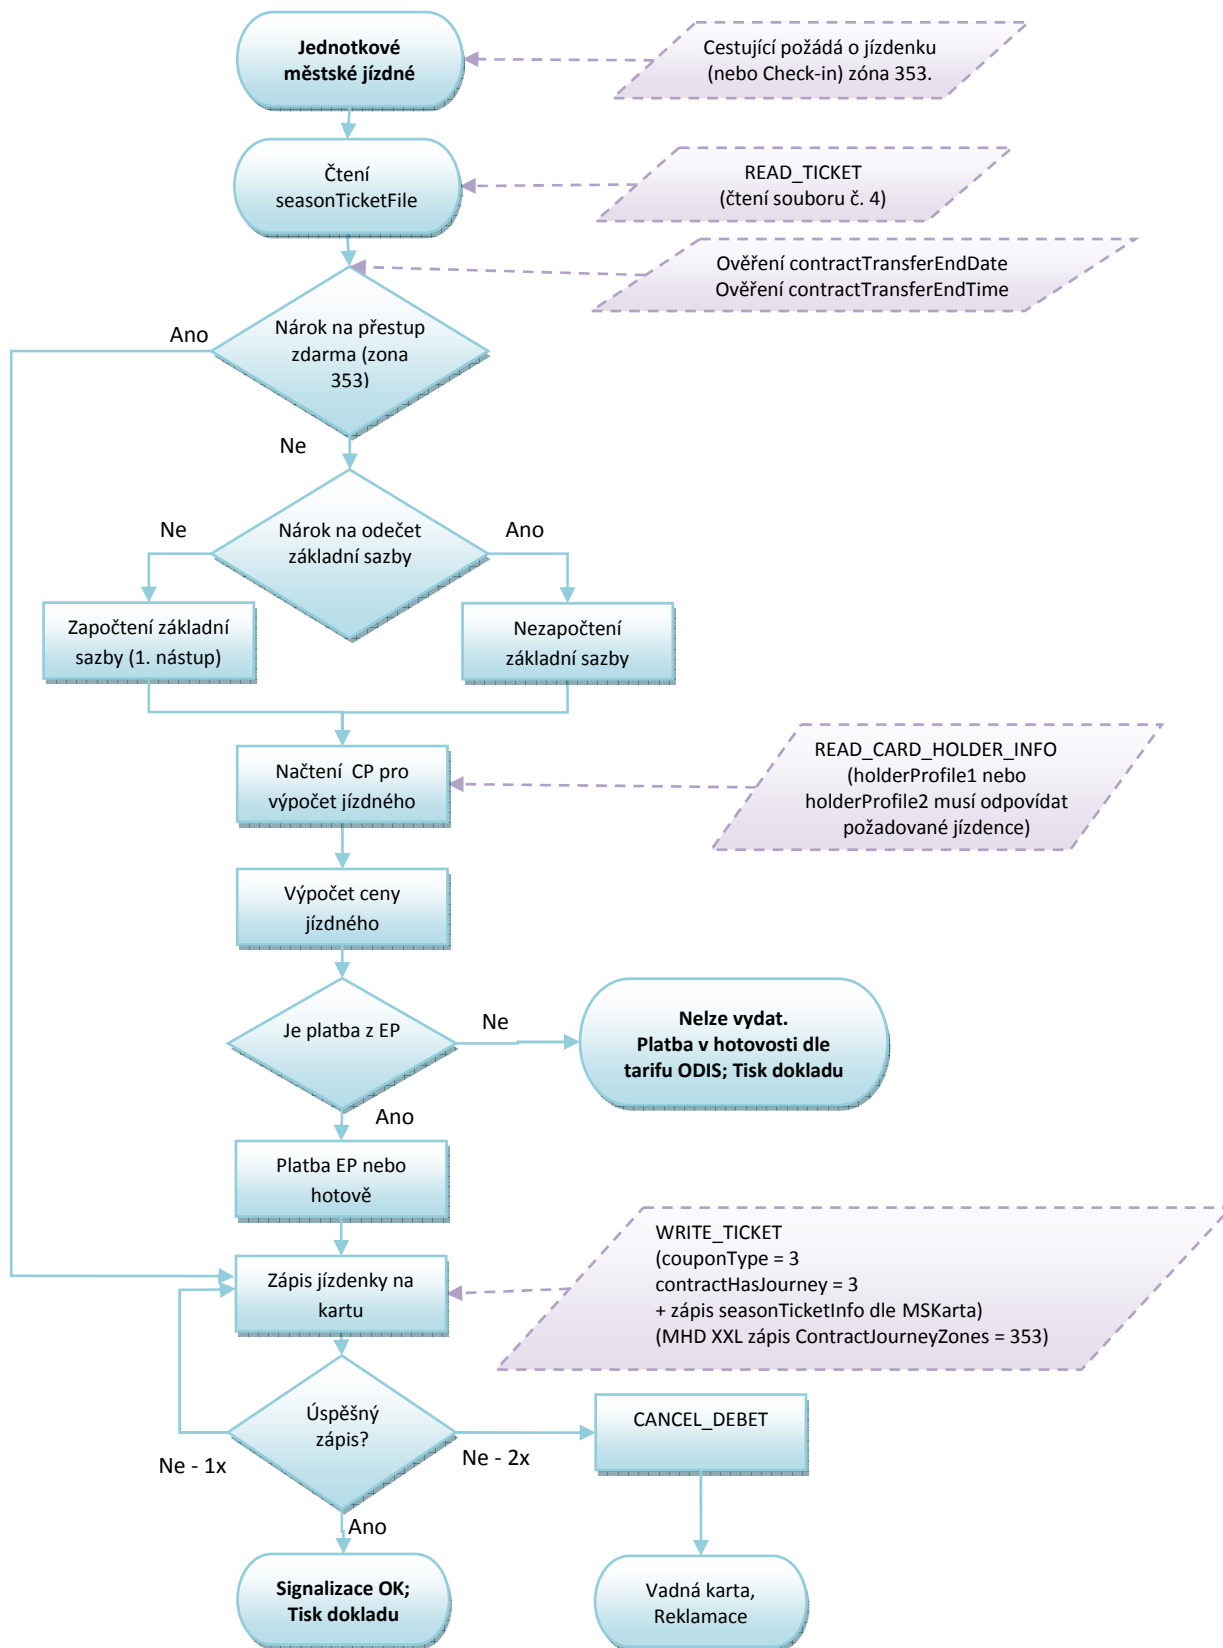 Jednotkové
městské jízdné
Cestující požádá o jízdenku
(nebo Check-in) zóna 353.
Čtení
seasonTicketFile
READ_TICKET
(čtení souboru č. 4)
Ověření contractTransferEndDate
Ověření contractTransferEndTime
Ano
Nárok na přestup
zdarma (zona
353)
Ne
Ne
Nárok na odečet
základní sazby
Ano
Započtení základní
sazby (1. nástup)
Nezapočtení
základní sazby
Načtení  CP pro
výpočet jízdného
READ_CARD_HOLDER_INFO
(holderProfile1 nebo
holderProfile2 musí odpovídat
požadované jízdence)
Výpočet ceny
jízdného
Je platba z EP
Ne
Nelze vydat.
Platba v hotovosti dle
tarifu ODIS; Tisk dokladu
Ano
Platba EP nebo
hotově
WRITE_TICKET
(couponType = 3
contractHasJourney = 3
+ zápis seasonTicketInfo dle MSKarta)
(MHD XXL zápis ContractJourneyZones = 353)
Zápis jízdenky na
kartu
Úspěšný
zápis?
CANCEL_DEBET
Ne - 1x
Ne - 2x
Ano
Signalizace OK;
Tisk dokladu
Vadná karta,
Reklamace